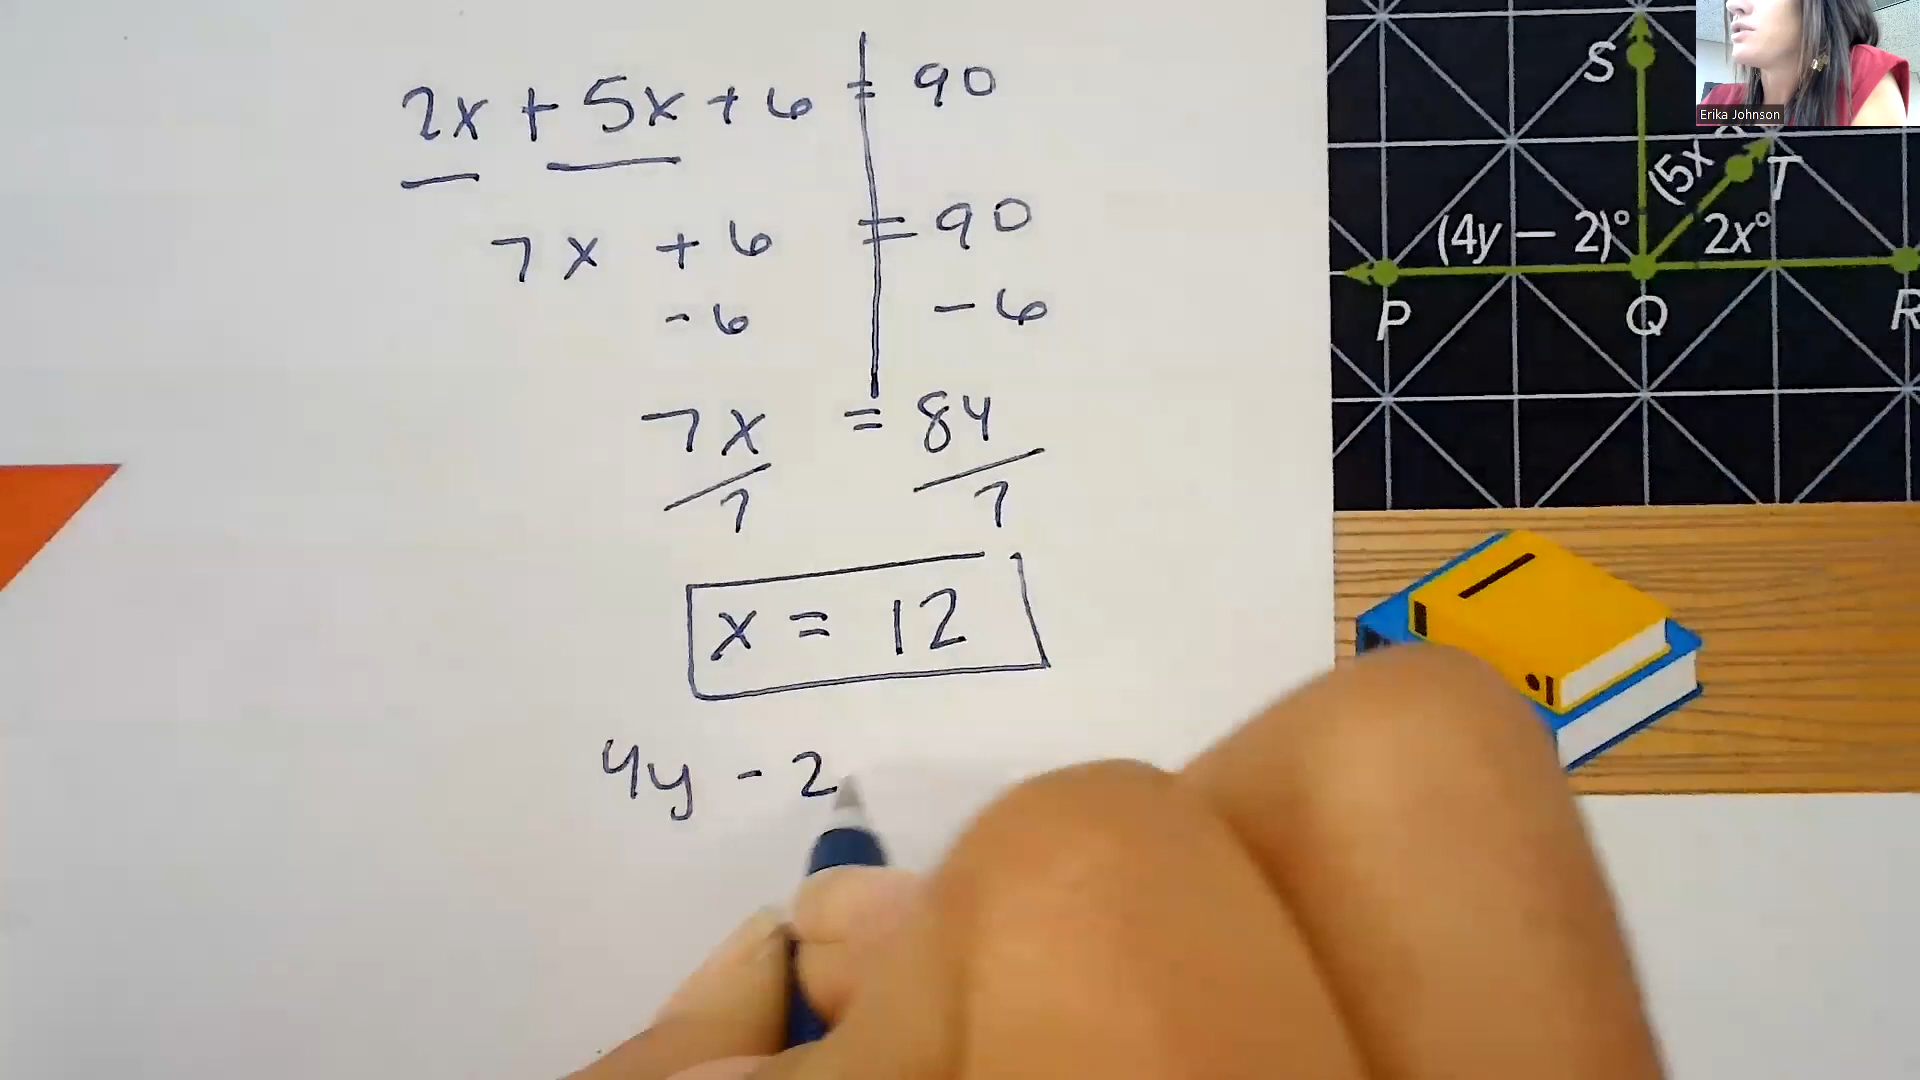 2x + 5x + 6 = 90
7x + 6 = 90
- 6 - 6
7x = 84
7 7
x = 12
4y - 2
Erika Johnson
S
(5x
T
(4y — 2)°
2x°
P
Q
R